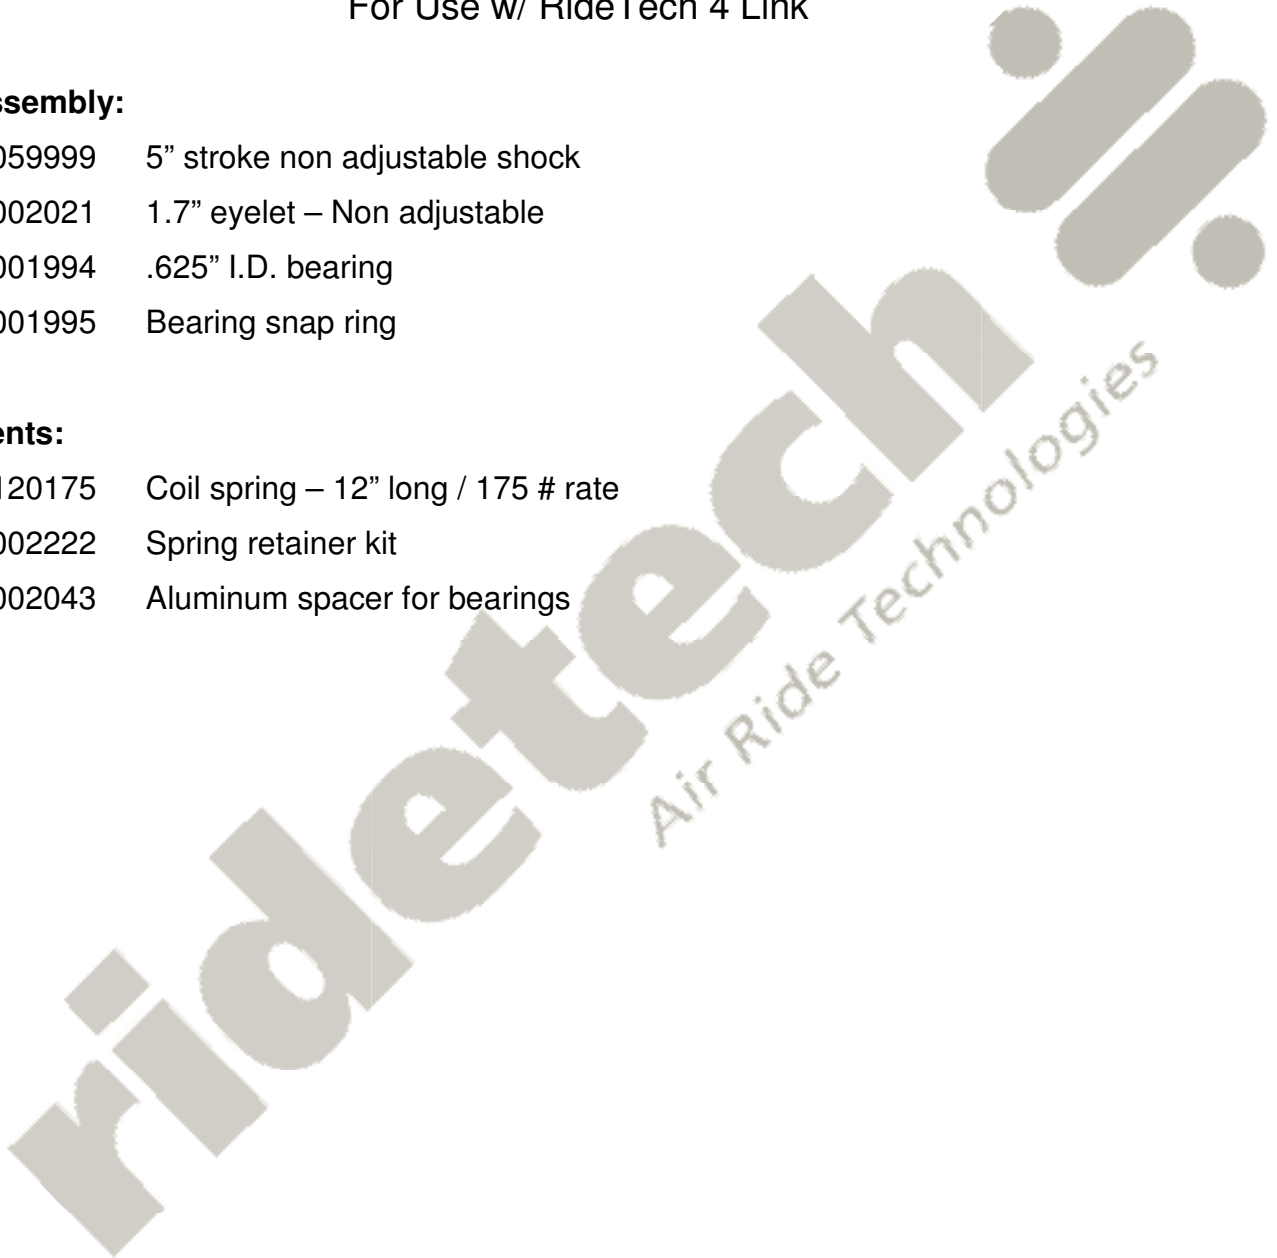 For Use w/ RideTech 4 Link
ssembly:
059999 5” stroke non adjustable shock
002021 1.7” eyelet – Non adjustable
001994 .625” I.D. bearing
001995 Bearing snap ring
ents:
120175 Coil spring – 12” long / 175 # rate
002222 Spring retainer kit
002043 Aluminum spacer for bearings
ridetech
Air Ride Technologies